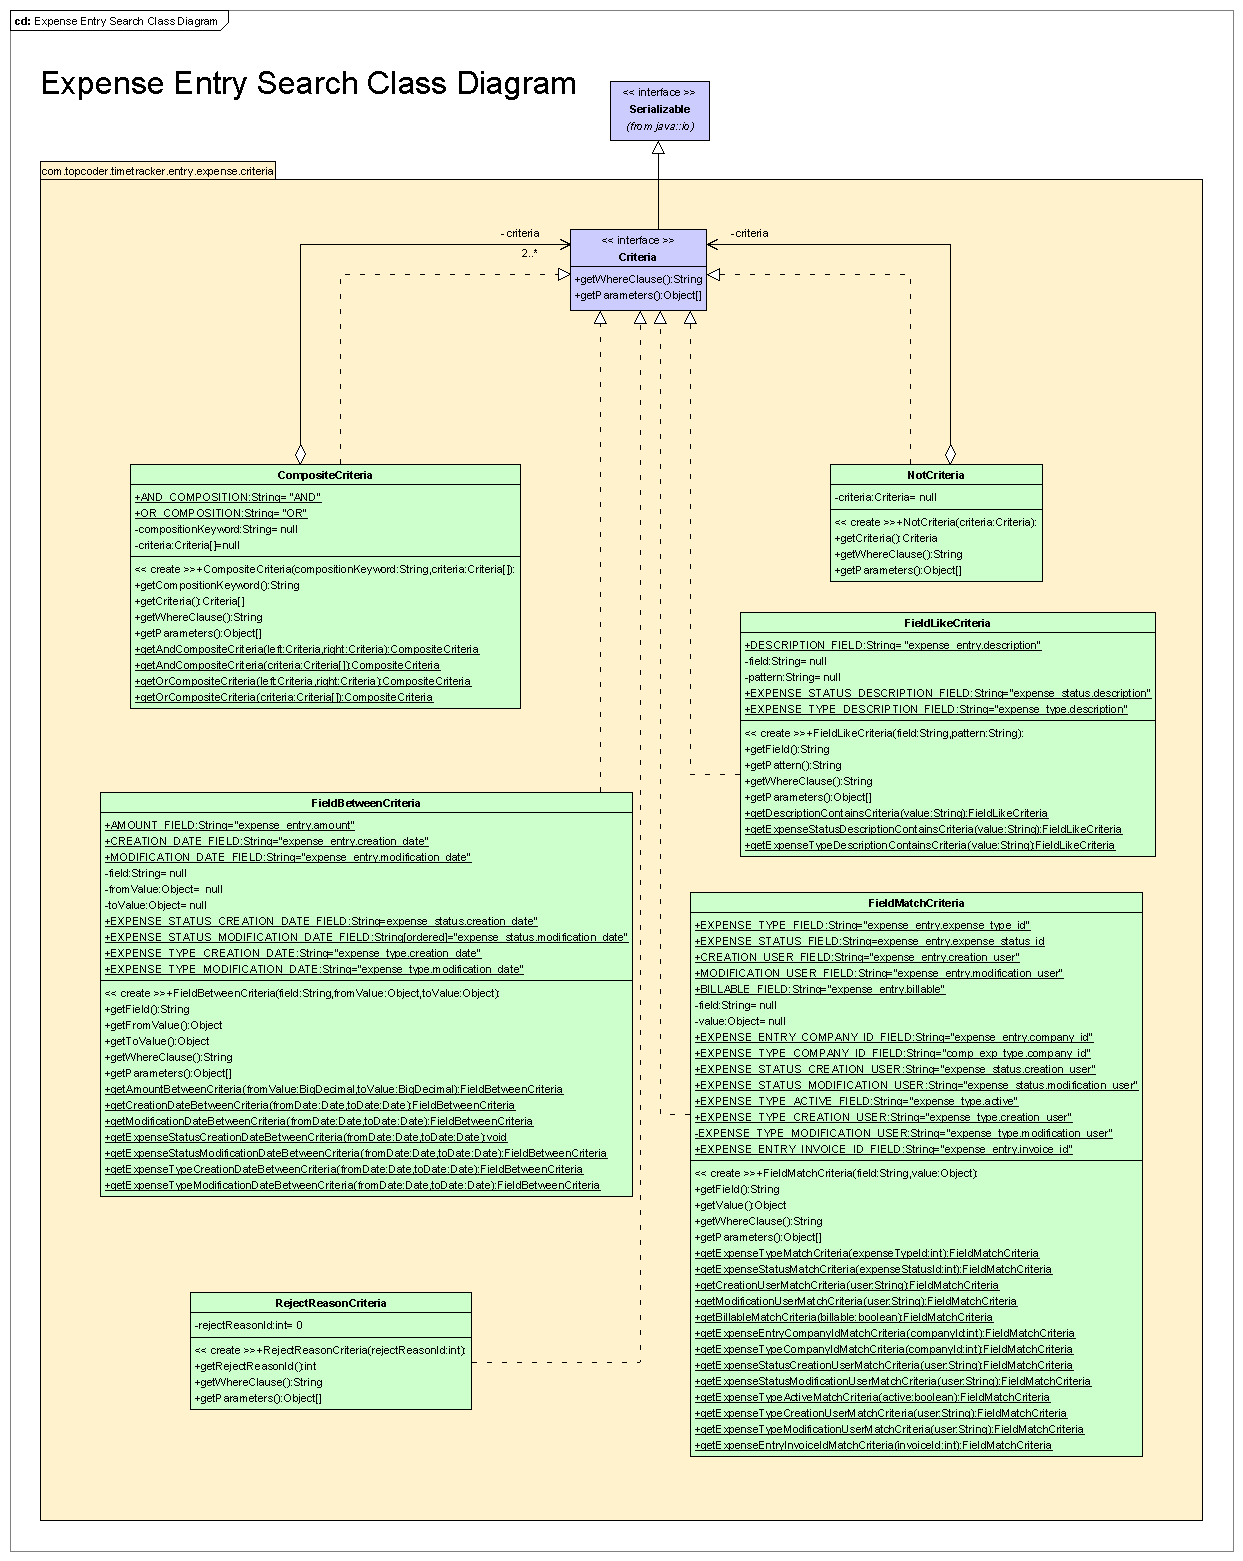 cd: Expense Entry Search Class Diagram
Expense Entry Search Class Diagram
<< interface >>
Serializable
(from java::io)
com.topcoder.timetracker.entry.expense.criteria
-criteria
2..*
<< interface >>
Criteria
+getWhereClause():String
+getParameters():Object[]
-criteria
CompositeCriteria
+AND_COMPOSITION:String= "AND"
+OR_COMPOSITION:String= "OR"
-compositionKeyword:String= null
-criteria:Criteria[]=null
<< create >>+CompositeCriteria(compositionKeyword:String,criteria:Criteria[]):
+getCompositionKeyword():String
+getCriteria():Criteria[]
+getWhereClause():String
+getParameters():Object[]
+getAndCompositeCriteria(left:Criteria,right:Criteria):CompositeCriteria
+getAndCompositeCriteria(criteria:Criteria[]):CompositeCriteria
+getOrCompositeCriteria(left:Criteria,right:Criteria):CompositeCriteria
+getOrCompositeCriteria(criteria:Criteria[]):CompositeCriteria
NotCriteria
-criteria:Criteria= null
<< create >>+NotCriteria(criteria:Criteria):
+getCriteria():Criteria
+getWhereClause():String
+getParameters():Object[]
FieldLikeCriteria
+DESCRIPTION_FIELD:String= "expense_entry.description"
-field:String= null
-pattern:String= null
+EXPENSE_STATUS_DESCRIPTION_FIELD:String="expense_status.description"
+EXPENSE_TYPE_DESCRIPTION_FIELD:String="expense_type.description"
<< create >>+FieldLikeCriteria(field:String,pattern:String):
+getField():String
+getPattern():String
+getWhereClause():String
+getParameters():Object[]
+getDescriptionContainsCriteria(value:String):FieldLikeCriteria
+getExpenseStatusDescriptionContainsCriteria(value:String):FieldLikeCriteria
+getExpenseTypeDescriptionContainsCriteria(value:String):FieldLikeCriteria
FieldBetweenCriteria
+AMOUNT_FIELD:String="expense_entry.amount"
+CREATION_DATE_FIELD:String="expense_entry.creation_date"
+MODIFICATION_DATE_FIELD:String="expense_entry.modification_date"
-field:String= null
-fromValue:Object= null
-toValue:Object= null
+EXPENSE_STATUS_CREATION_DATE_FIELD:String=expense_status.creation_date"
+EXPENSE_STATUS_MODIFICATION_DATE_FIELD:String[ordered]="expense_status.modification_date"
+EXPENSE_TYPE_CREATION_DATE:String="expense_type.creation_date"
+EXPENSE_TYPE_MODIFICATION_DATE:String="expense_type.modification_date"
<< create >>+FieldBetweenCriteria(field:String,fromValue:Object,toValue:Object):
+getField():String
+getFromValue():Object
+getToValue():Object
+getWhereClause():String
+getParameters():Object[]
+getAmountBetweenCriteria(fromValue:BigDecimal,toValue:BigDecimal):FieldBetweenCriteria
+getCreationDateBetweenCriteria(fromDate:Date,toDate:Date):FieldBetweenCriteria
+getModificationDateBetweenCriteria(fromDate:Date,toDate:Date):FieldBetweenCriteria
+getExpenseStatusCreationDateBetweenCriteria(fromDate:Date,toDate:Date):void
+getExpenseStatusModificationDateBetweenCriteria(fromDate:Date,toDate:Date):FieldBetweenCriteria
+getExpenseTypeCreationDateBetweenCriteria(fromDate:Date,toDate:Date):FieldBetweenCriteria
+getExpenseTypeModificationDateBetweenCriteria(fromDate:Date,toDate:Date):FieldBetweenCriteria
FieldMatchCriteria
+EXPENSE_TYPE_FIELD:String="expense_entry.expense_type_id"
+EXPENSE_STATUS_FIELD:String=expense_entry.expense_status_id
+CREATION_USER_FIELD:String="expense_entry.creation_user"
+MODIFICATION_USER_FIELD:String="expense_entry.modification_user"
+BILLABLE_FIELD:String="expense_entry.billable"
-field:String= null
-value:Object= null
+EXPENSE_ENTRY_COMPANY_ID_FIELD:String="expense_entry.company_id"
+EXPENSE_TYPE_COMPANY_ID_FIELD:String="comp_exp_type.company_id"
+EXPENSE_STATUS_CREATION_USER:String="expense_status.creation_user"
+EXPENSE_STATUS_MODIFICATION_USER:String="expense_status.modification_user"
+EXPENSE_TYPE_ACTIVE_FIELD:String="expense_type.active"
+EXPENSE_TYPE_CREATION_USER:String="expense_type.creation_user"
-EXPENSE_TYPE_MODIFICATION_USER:String="expense_type.modification_user"
+EXPENSE_ENTRY_INVOICE_ID_FIELD:String="expense_entry.invoice_id"
<< create >>+FieldMatchCriteria(field:String,value:Object):
+getField():String
+getValue():Object
+getWhereClause():String
+getParameters():Object[]
+getExpenseTypeMatchCriteria(expenseTypeId:int):FieldMatchCriteria
+getExpenseStatusMatchCriteria(expenseStatusId:int):FieldMatchCriteria
+getCreationUserMatchCriteria(user:String):FieldMatchCriteria
+getModificationUserMatchCriteria(user:String):FieldMatchCriteria
+getBillableMatchCriteria(billable:boolean):FieldMatchCriteria
+getExpenseEntryCompanyIdMatchCriteria(companyId:int):FieldMatchCriteria
+getExpenseTypeCompanyIdMatchCriteria(companyId:int):FieldMatchCriteria
+getExpenseStatusCreationUserMatchCriteria(user:String):FieldMatchCriteria
+getExpenseStatusModificationUserMatchCriteria(user:String):FieldMatchCriteria
+getExpenseTypeActiveMatchCriteria(active:boolean):FieldMatchCriteria
+getExpenseTypeCreationUserMatchCriteria(user:String):FieldMatchCriteria
+getExpenseTypeModificationUserMatchCriteria(user:String):FieldMatchCriteria
+getExpenseEntryInvoiceIdMatchCriteria(invoiceId:int):FieldMatchCriteria
RejectReasonCriteria
-rejectReasonId:int= 0
<< create >>+RejectReasonCriteria(rejectReasonId:int):
+getRejectReasonId():int
+getWhereClause():String
+getParameters():Object[]